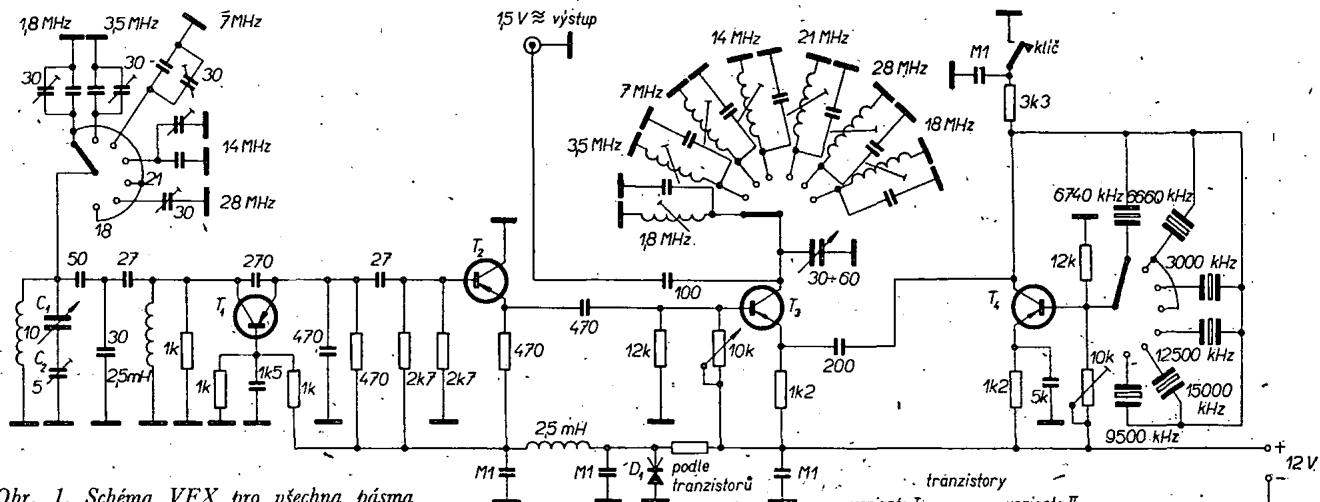 1,8 MHz
3,5 MHz
7 MHz
30
30
30
14 MHz
21
30
28 MHz
18
1,5 V ≈ výstup
14 MHz
21 MHz
7 MHz
28 MHz
3,5 MHz
18 MHz
1,8 MHz
M1
klíč
3k3
6740 kHz
6660 kHz
12k
3000 kHz
12500 kHz
15000 kHz
9500 kHz
50
27
270
27
T2
100
30÷60
T3
T4
C1
10
C2
5
30
2,5mH
1k
T1
1k
1k5
1k
470
470
2k7
2k7
470
470
12k
10k
1k2
200
1k2
5k
10k
2,5 mH
M1
M1
D1
podle
tranzistorů
M1
+
12 V
-
tranzistory
Obr. 1. Schéma VFX pro všechna pásma